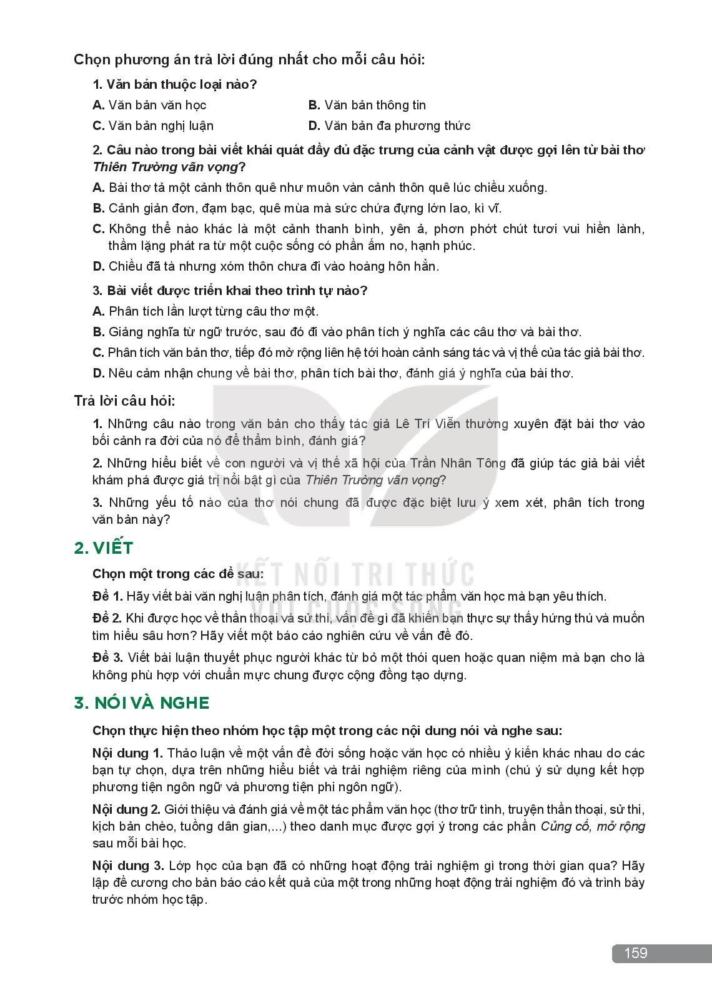 Chọn phương án trả lời đúng nhất cho mỗi câu hỏi:
1. Văn bản thuộc loại nào?
A. Văn bản văn học B. Văn bản thông tin
C. Văn bản nghị luận D. Văn bản đa phương thức
2. Câu nào trong bài viết khái quát đầy đủ đặc trưng của cảnh vật được gợi lên từ bài thơ
Thiên Trường vãn vọng?
A. Bài thơ tả một cảnh thôn quê như muôn vàn cảnh thôn quê lúc chiều xuống.
B. Cảnh giản đơn, đạm bạc, quê mùa mà sức chứa đựng lớn lao, kì vĩ.
C. Không thể nào khác là một cảnh thanh bình, yên ả, phơn phớt chút tươi vui hiền lành,
thầm lặng phát ra từ một cuộc sống có phần ấm no, hạnh phúc.
D. Chiều đã tà nhưng xóm thôn chưa đi vào hoàng hôn hẳn.
3. Bài viết được triển khai theo trình tự nào?
A. Phân tích lần lượt từng câu thơ một.
B. Giảng nghĩa từ ngữ trước, sau đó đi vào phân tích ý nghĩa các câu thơ và bài thơ.
C. Phân tích văn bản thơ, tiếp đó mở rộng liên hệ tới hoàn cảnh sáng tác và vị thế của tác giả bài thơ.
D. Nêu cảm nhận chung về bài thơ, phân tích bài thơ, đánh giá ý nghĩa của bài thơ.
Trả lời câu hỏi:
1. Những câu nào trong văn bản cho thấy tác giả Lê Trí Viễn thường xuyên đặt bài thơ vào
bối cảnh ra đời của nó để thẩm bình, đánh giá?
2. Những hiểu biết về con người và vị thế xã hội của Trần Nhân Tông đã giúp tác giả bài viết
khám phá được giá trị nổi bật gì của Thiên Trường vãn vọng?
3. Những yếu tố nào của thơ nói chung đã được đặc biệt lưu ý xem xét, phân tích trong
văn bản này?
2. VIẾT
KẾT NỐI TRI THỨC
Chọn một trong các đề sau:
Đề 1. Hãy viết bài văn nghị luận phân tích, đánh giá một tác phẩm văn học mà bạn yêu thích.
VỚI CUỘC SỐNG
Đề 2. Khi được học về thần thoại và sử thi, vấn đề gì đã khiến bạn thực sự thấy hứng thú và muốn
tìm hiểu sâu hơn? Hãy viết một báo cáo nghiên cứu về vấn đề đó.
Đề 3. Viết bài luận thuyết phục người khác từ bỏ một thói quen hoặc quan niệm mà bạn cho là
không phù hợp với chuẩn mực chung được cộng đồng tạo dựng.
3. NÓI VÀ NGHE
Chọn thực hiện theo nhóm học tập một trong các nội dung nói và nghe sau:
Nội dung 1. Thảo luận về một vấn đề đời sống hoặc văn học có nhiều ý kiến khác nhau do các
bạn tự chọn, dựa trên những hiểu biết và trải nghiệm riêng của mình (chú ý sử dụng kết hợp
phương tiện ngôn ngữ và phương tiện phi ngôn ngữ).
Nội dung 2. Giới thiệu và đánh giá về một tác phẩm văn học (thơ trữ tình, truyện thần thoại, sử thi,
kịch bản chèo, tuồng dân gian,...) theo danh mục được gợi ý trong các phần Củng cố, mở rộng
sau mỗi bài học.
Nội dung 3. Lớp học của bạn đã có những hoạt động trải nghiệm gì trong thời gian qua? Hãy
lập đề cương cho bản báo cáo kết quả của một trong những hoạt động trải nghiệm đó và trình bày
trước nhóm học tập.
159